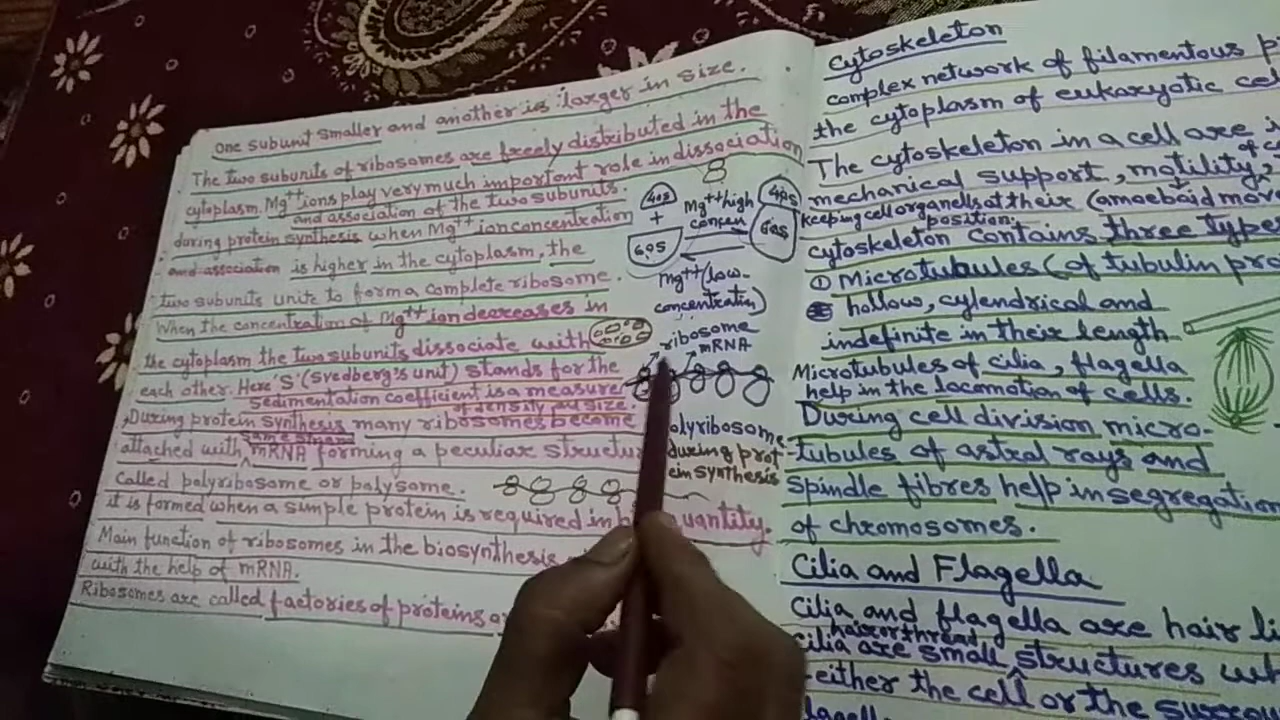 one subunit smaller and another is larger in size.
The two subunits of ribosomes are freely distributed in the
cytoplasm. Mg++ ions play very much important role in dissociation
and association of the two subunits.
during protein synthesis when Mg++ ion concentration
and association is higher in the cytoplasm, the
two subunits unite to form a complete ribosome.
When the concentration of Mg++ ion decreases in
the cytoplasm the two subunits dissociate with
each other. Here 'S' (Svedberg's unit) stands for the
sedimentation coefficient is a measure
of density and size.
During protein synthesis many ribosomes become
same strand
attached with ^ mRNA forming a peculiar
called polyribosome or polysome.
it is formed when a simple protein is required in
Main function of ribosomes in the biosynthesis
with the help of mRNA.
Ribosomes are called factories of proteins
40s
+
60s
Mg++ high
concen
40s
60s
Mg++ (low
concentration)
ribosome
mRNA
polyribosome
during prot
ein synthesis
Cytoskeleton
complex network of filamentous
the cytoplasm of eukaryotic
The cytoskeleton in a cell are
mechanical support, motility,
keeping cell organells at their (amoeboid
position.
cytoskeleton contains three
① Microtubules (of tubulin
hollow, cylendrical and
indefinite in their length
Microtubules of cilia, flagella
help in the locomotion of cells.
During cell division micro-
tubules of astral rays and
spindle fibres help in segregation
of chromosomes.
Cilia and Flagella
Cilia and flagella are hair
hair or thread
cilia are small ^ structures
either the cell or the